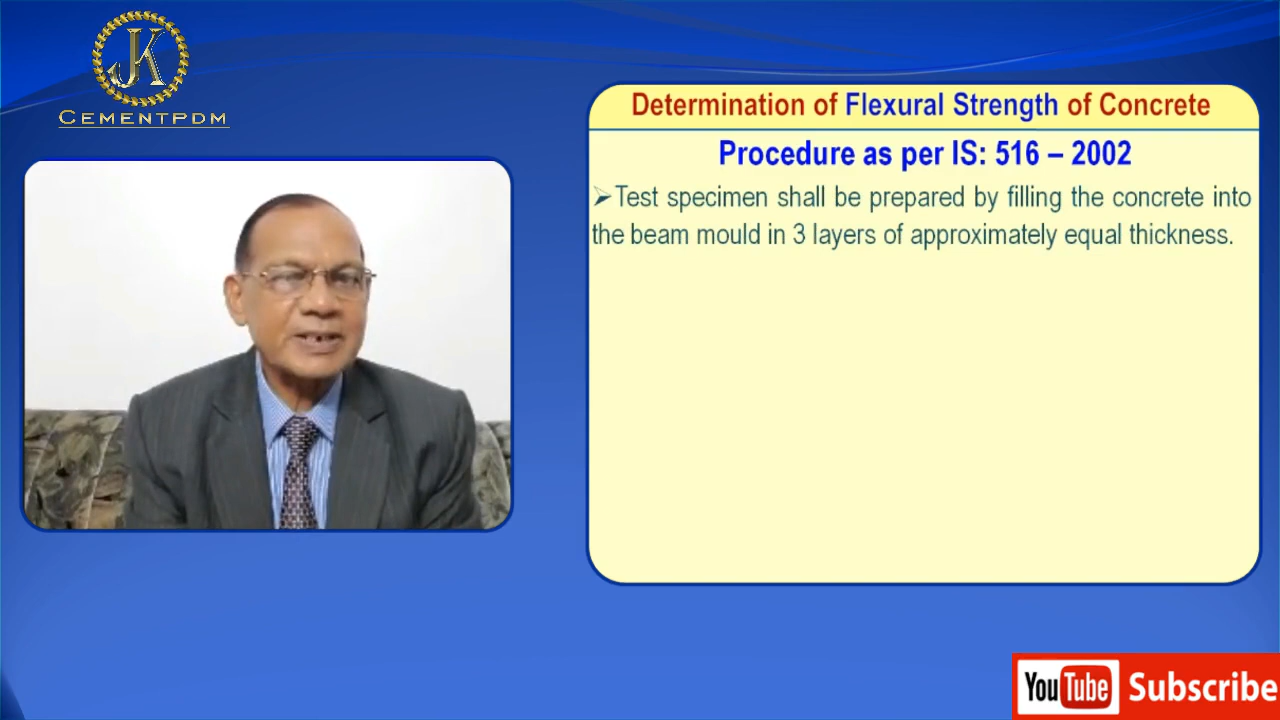 JK
CEMENTPDM
Determination of Flexural Strength of Concrete
Procedure as per IS: 516 – 2002
➢Test specimen shall be prepared by filling the concrete into
the beam mould in 3 layers of approximately equal thickness.
YouTube Subscribe